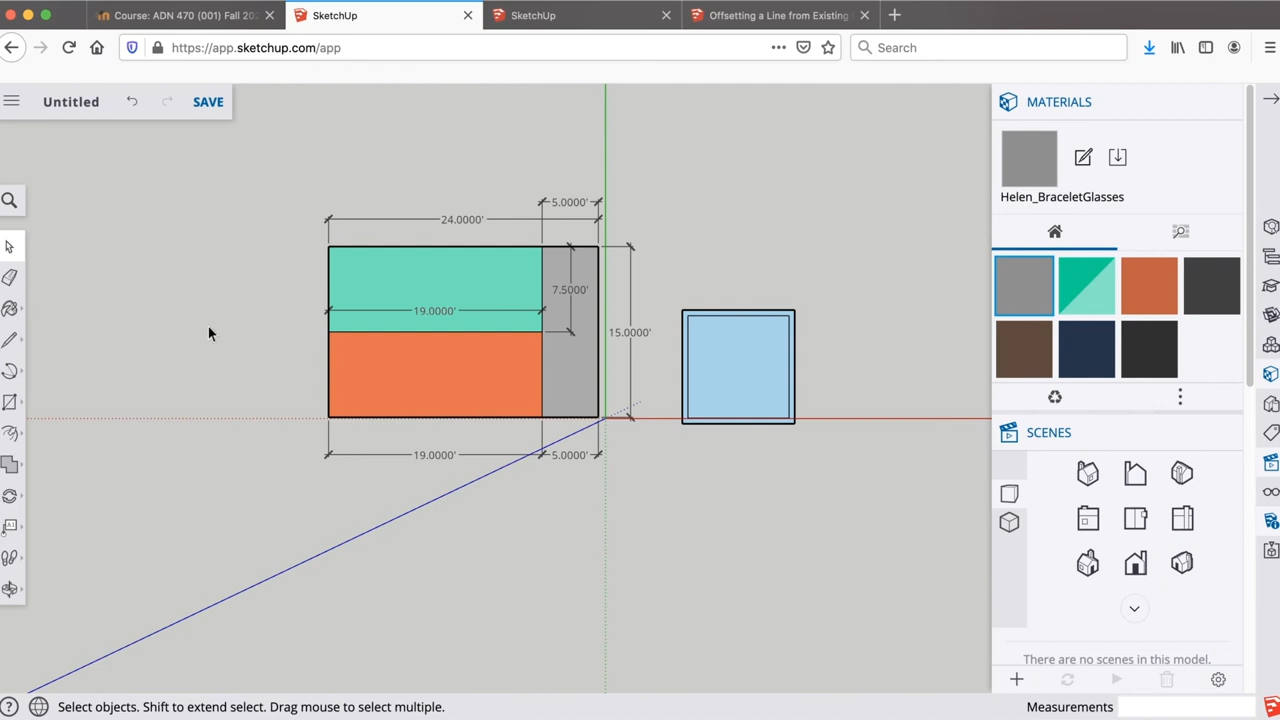 Course: ADN 470 (001) Fall 202
SketchUp
SketchUp
Offsetting a Line from Existing
https://app.sketchup.com/app
Search
Untitled
SAVE
MATERIALS
Helen_BraceletGlasses
5.0000'
24.0000'
7.5000'
19.0000'
15.0000'
19.0000'
5.0000'
SCENES
There are no scenes in this model.
Select objects. Shift to extend select. Drag mouse to select multiple.
Measurements